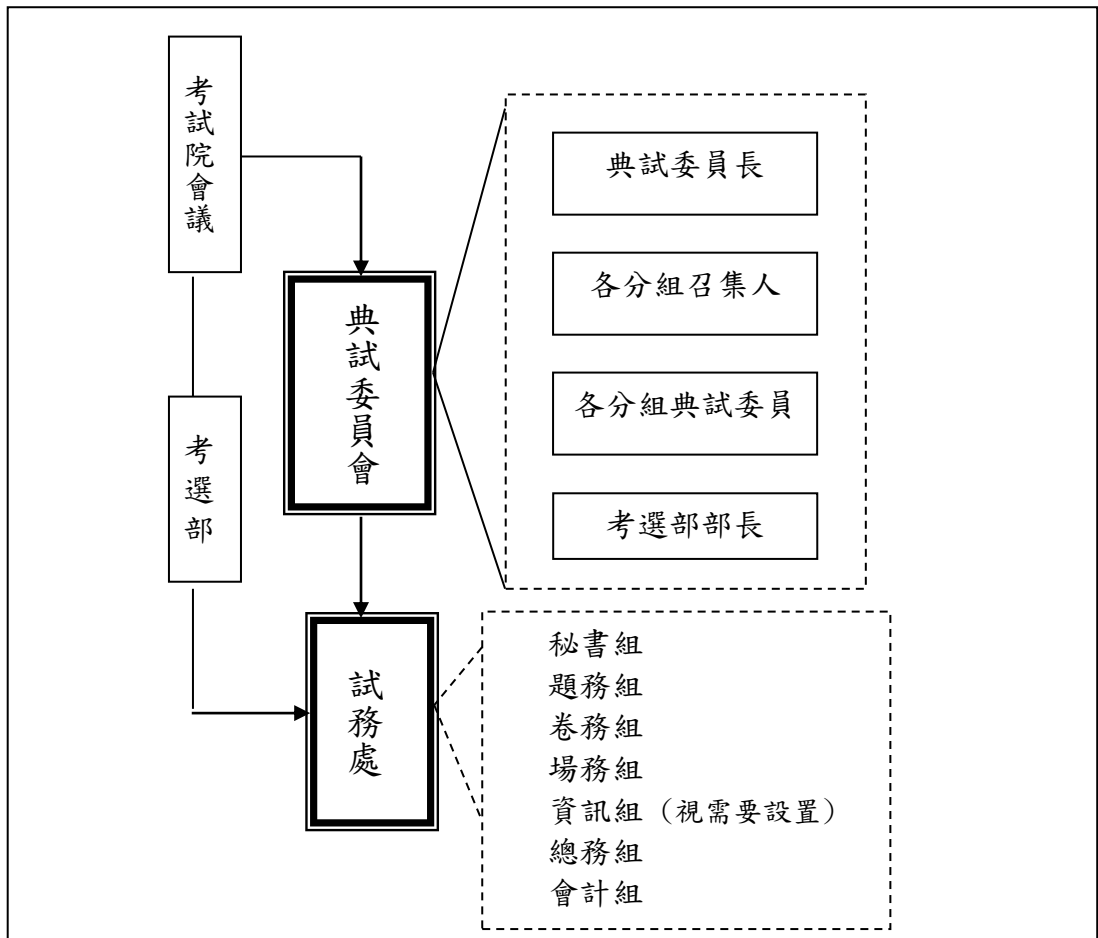 考試院會議
典試委員長
各分組召集人
典試委員會
各分組典試委員
考選部
考選部部長
試務處
秘書組
題務組
卷務組
場務組
資訊組（視需要設置）
總務組
會計組